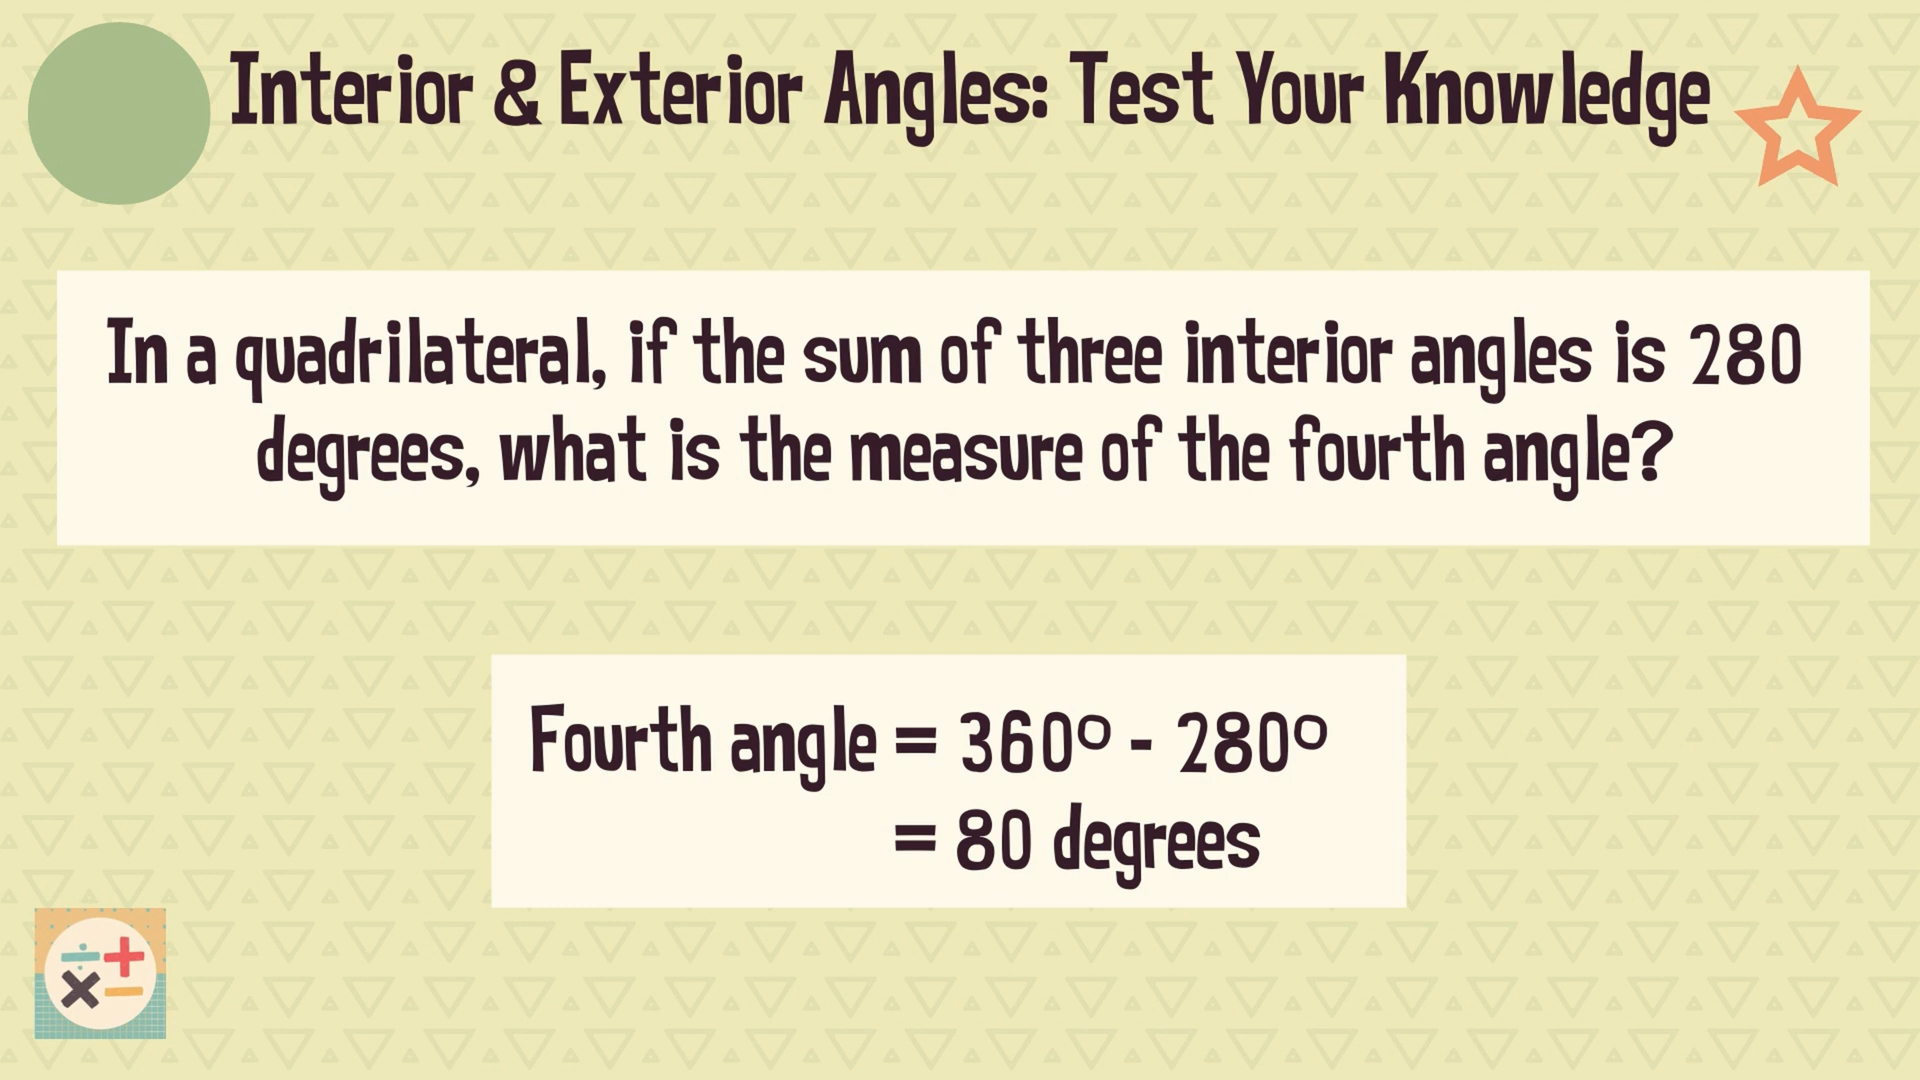 Interior & Exterior Angles: Test Your Knowledge
In a quadrilateral, if the sum of three interior angles is 280
degrees, what is the measure of the fourth angle?
Fourth angle = 360º - 280º
= 80 degrees